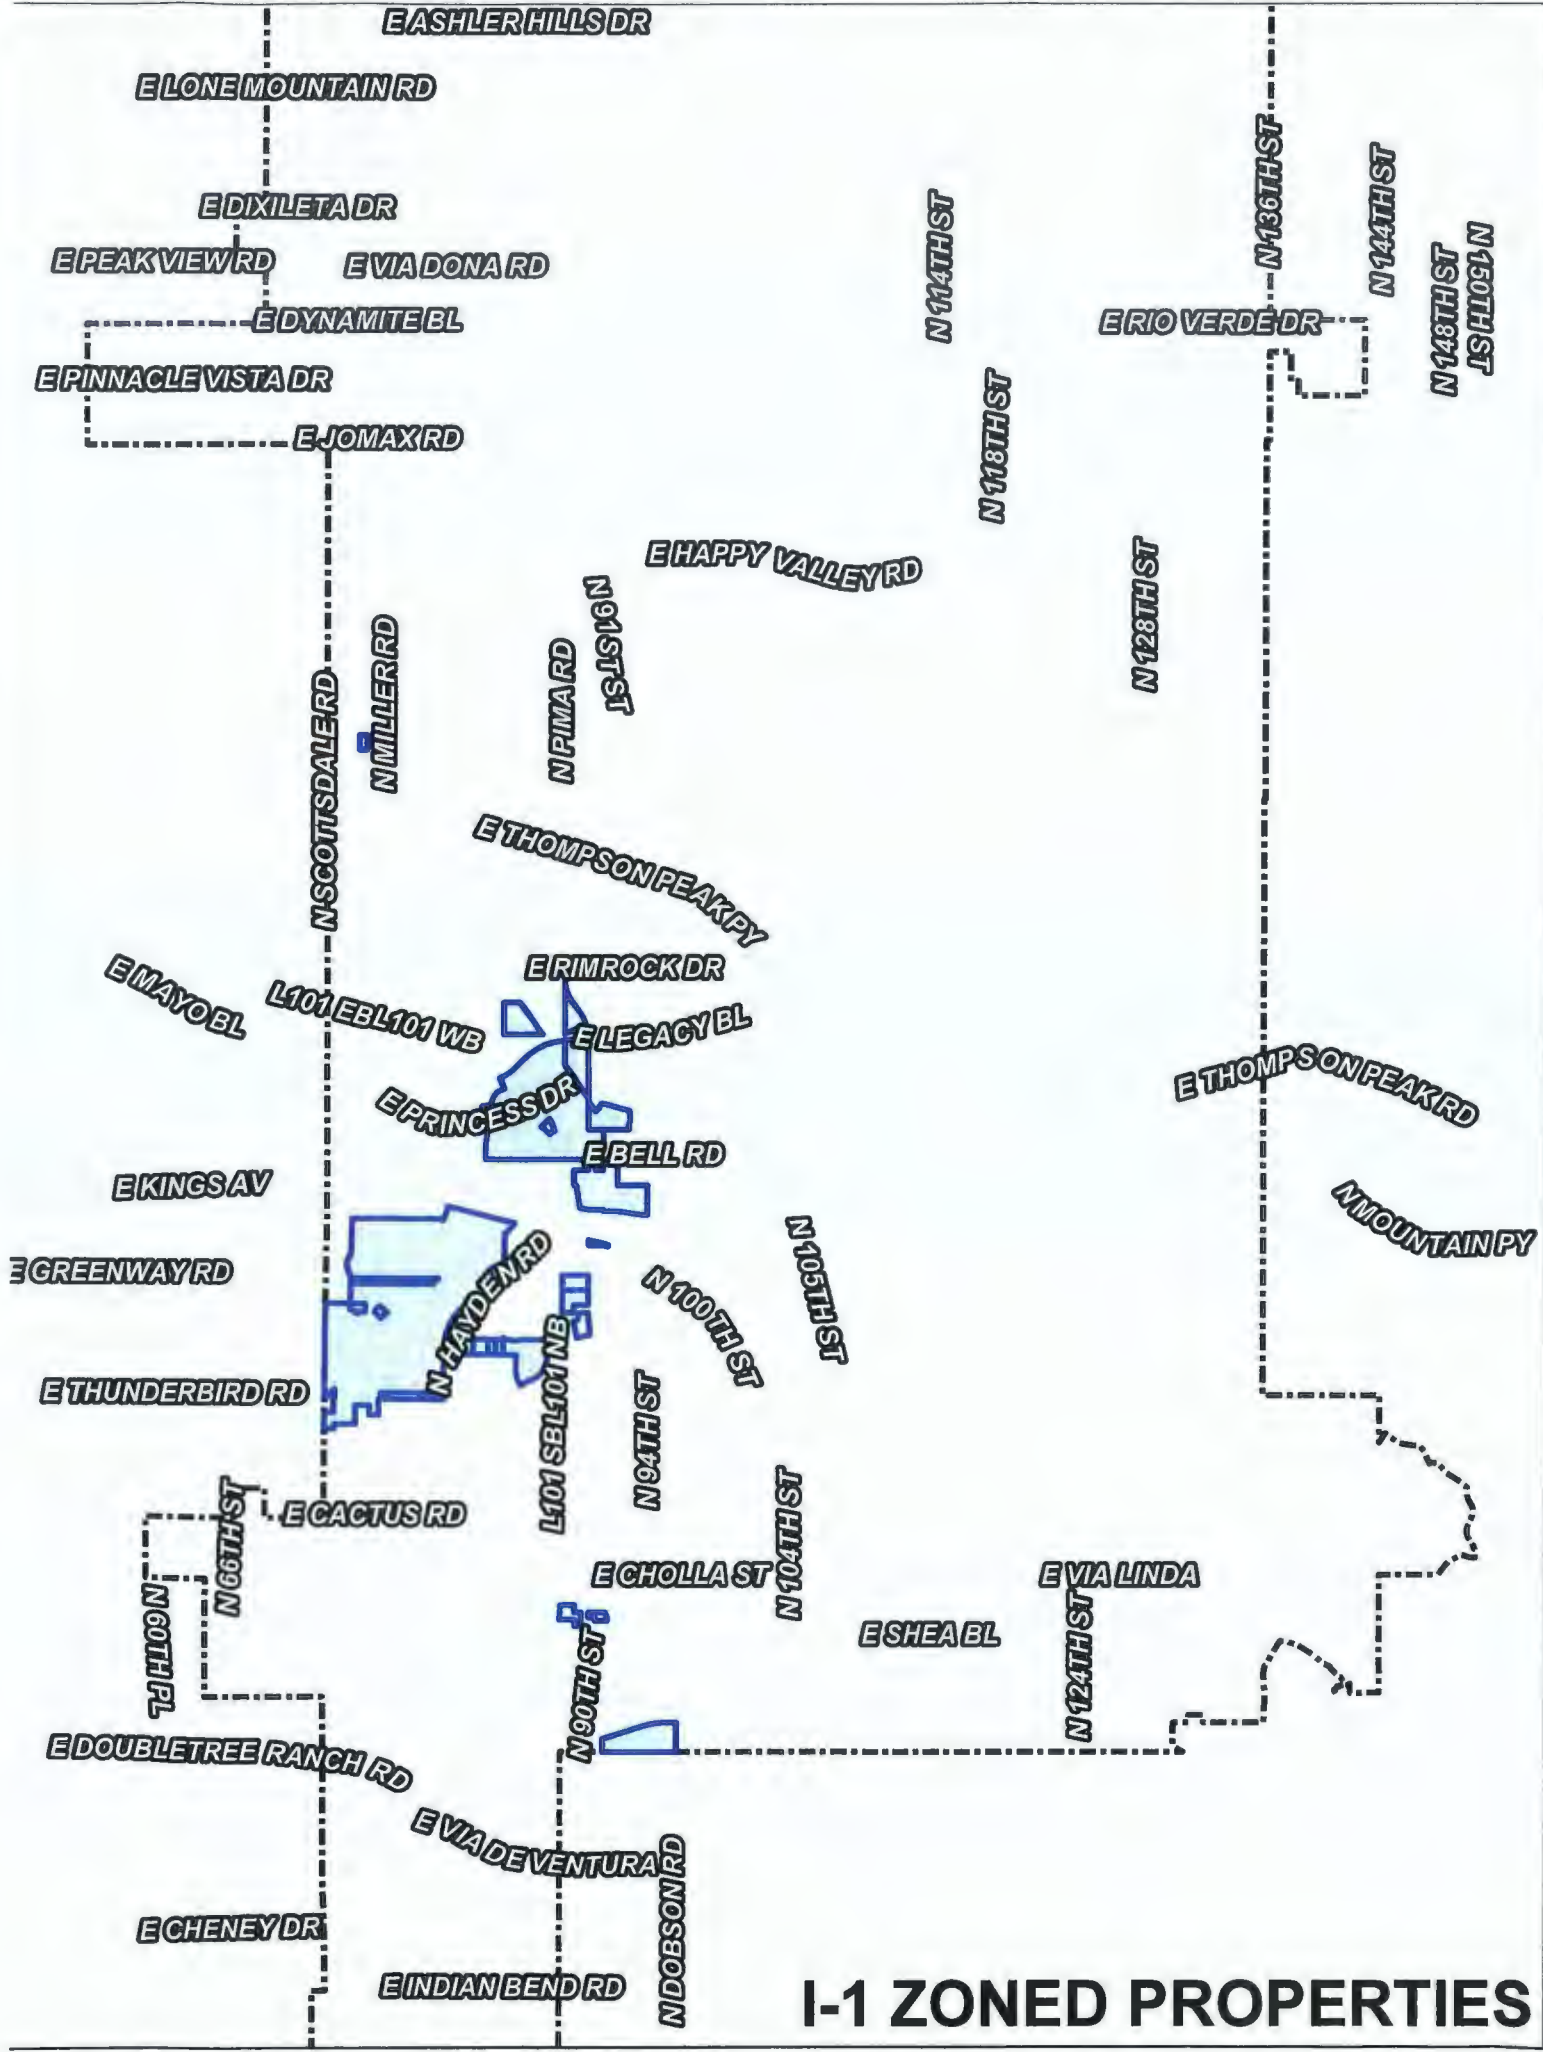 E ASHLER HILLS DR
E LONE MOUNTAIN RD
N 136TH ST
N 144TH ST
E DIXILETA DR
N 114TH ST
N 148TH ST
N 150TH ST
E PEAK VIEW RD
E VIA DONA RD
E DYNAMITE BL
E RIO VERDE DR
E PINNACLE VISTA DR
E JOMAX RD
N 118TH ST
E HAPPY VALLEY RD
N 128TH ST
N 91ST ST
N MILLER RD
N PIMA RD
N SCOTTSDALE RD
E THOMPSON PEAK PY
E RIMROCK DR
E MAYO BL
L101 EBL101 WB
E LEGACY BL
E THOMPSON PEAK RD
E PRINCESS DR
E BELL RD
E KINGS AV
N MOUNTAIN PY
E GREENWAY RD
N HAYDEN RD
N 100TH ST
N 105TH ST
E THUNDERBIRD RD
L101 SBL101 NB
N 94TH ST
E CACTUS RD
N 66TH ST
N 104TH ST
E CHOLLA ST
E VIA LINDA
N 60TH PL
E SHEA BL
N 124TH ST
N 90TH ST
E DOUBLETREE RANCH RD
E VIA DE VENTURA
N DOBSON RD
E CHENEY DR
E INDIAN BEND RD
I-1 ZONED PROPERTIES